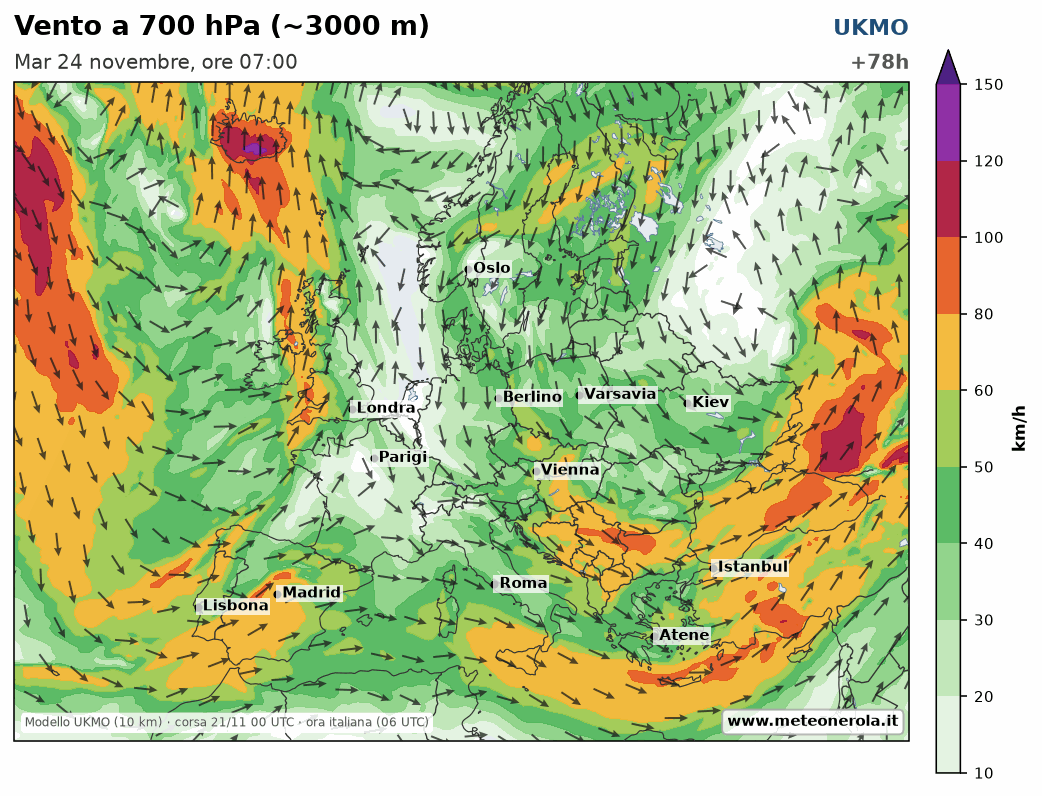 Vento a 700 hPa (~3000 m)
UKMO
Mar 24 novembre, ore 07:00
+78h
150
120
100
80
60
50
40
30
20
10
km/h
Oslo
Berlino
Varsavia
Kiev
Londra
Parigi
Vienna
Istanbul
Roma
Madrid
Lisbona
Atene
Modello UKMO (10 km) · corsa 21/11 00 UTC · ora italiana (06 UTC)
www.meteonerola.it